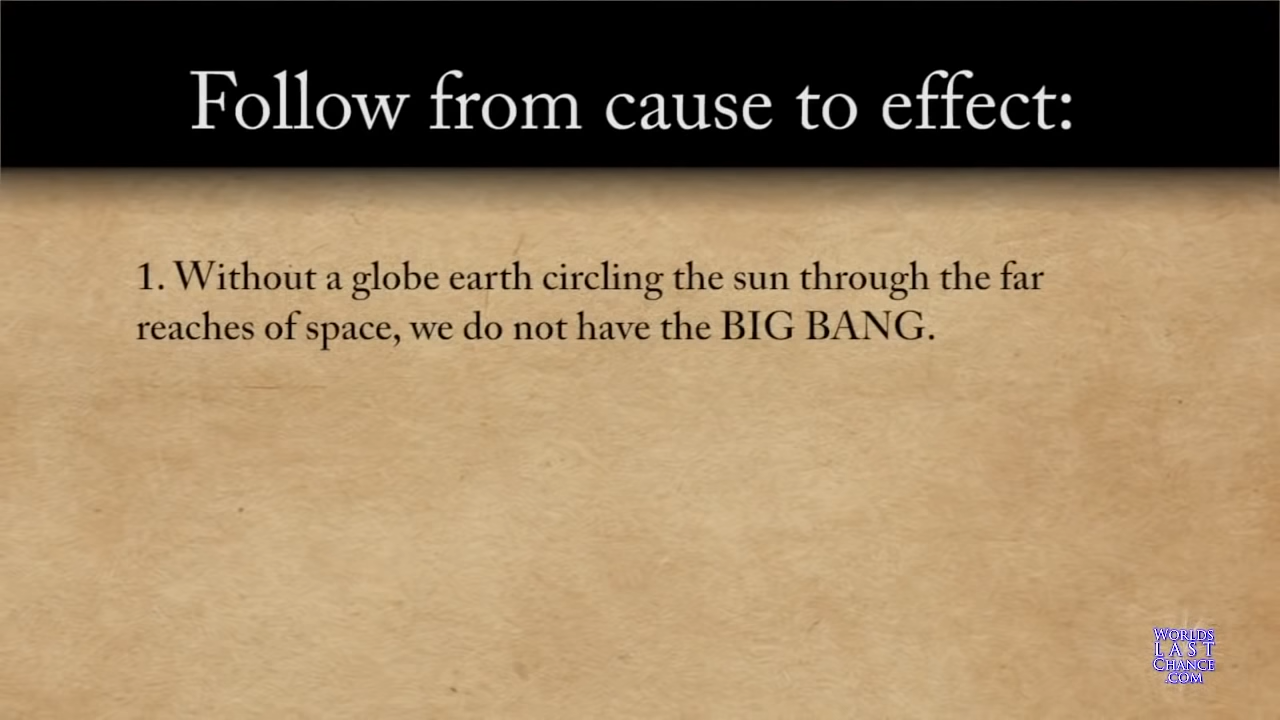 Follow from cause to effect:
1. Without a globe earth circling the sun through the far
reaches of space, we do not have the BIG BANG.
WORLDS
LAST
CHANCE
.COM